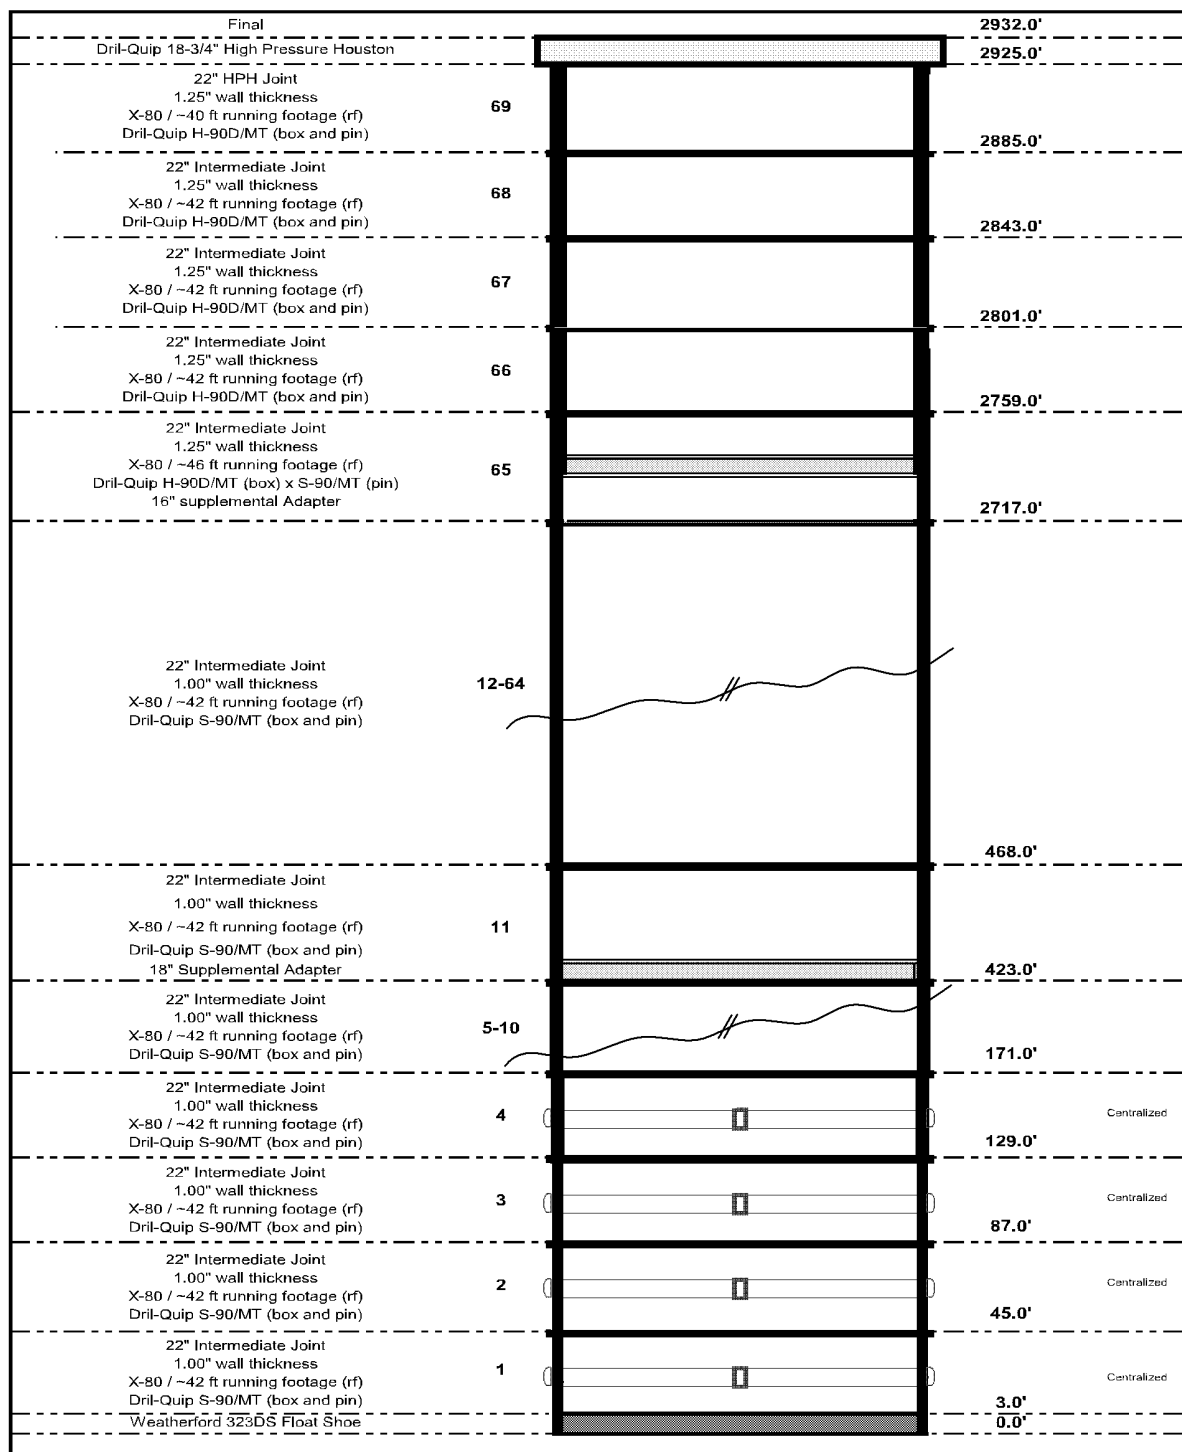 Final
2932.0'
Dril-Quip 18-3/4" High Pressure Houston
2925.0'
22" HPH Joint
1.25" wall thickness
X-80 / ~40 ft running footage (rf)
Dril-Quip H-90D/MT (box and pin)
69
2885.0'
22" Intermediate Joint
1.25" wall thickness
X-80 / ~42 ft running footage (rf)
Dril-Quip H-90D/MT (box and pin)
68
2843.0'
22" Intermediate Joint
1.25" wall thickness
X-80 / ~42 ft running footage (rf)
Dril-Quip H-90D/MT (box and pin)
67
2801.0'
22" Intermediate Joint
1.25" wall thickness
X-80 / ~42 ft running footage (rf)
Dril-Quip H-90D/MT (box and pin)
66
2759.0'
22" Intermediate Joint
1.25" wall thickness
X-80 / ~46 ft running footage (rf)
Dril-Quip H-90D/MT (box) x S-90/MT (pin)
16" supplemental Adapter
65
2717.0'
22" Intermediate Joint
1.00" wall thickness
X-80 / ~42 ft running footage (rf)
Dril-Quip S-90/MT (box and pin)
12-64
468.0'
22" Intermediate Joint
1.00" wall thickness
X-80 / ~42 ft running footage (rf)
Dril-Quip S-90/MT (box and pin)
18" Supplemental Adapter
11
423.0'
22" Intermediate Joint
1.00" wall thickness
X-80 / ~42 ft running footage (rf)
Dril-Quip S-90/MT (box and pin)
5-10
171.0'
22" Intermediate Joint
1.00" wall thickness
X-80 / ~42 ft running footage (rf)
Dril-Quip S-90/MT (box and pin)
4
Centralized
129.0'
22" Intermediate Joint
1.00" wall thickness
X-80 / ~42 ft running footage (rf)
Dril-Quip S-90/MT (box and pin)
3
Centralized
87.0'
22" Intermediate Joint
1.00" wall thickness
X-80 / ~42 ft running footage (rf)
Dril-Quip S-90/MT (box and pin)
2
Centralized
45.0'
22" Intermediate Joint
1.00" wall thickness
X-80 / ~42 ft running footage (rf)
Dril-Quip S-90/MT (box and pin)
1
Centralized
3.0'
Weatherford 323DS Float Shoe
0.0'